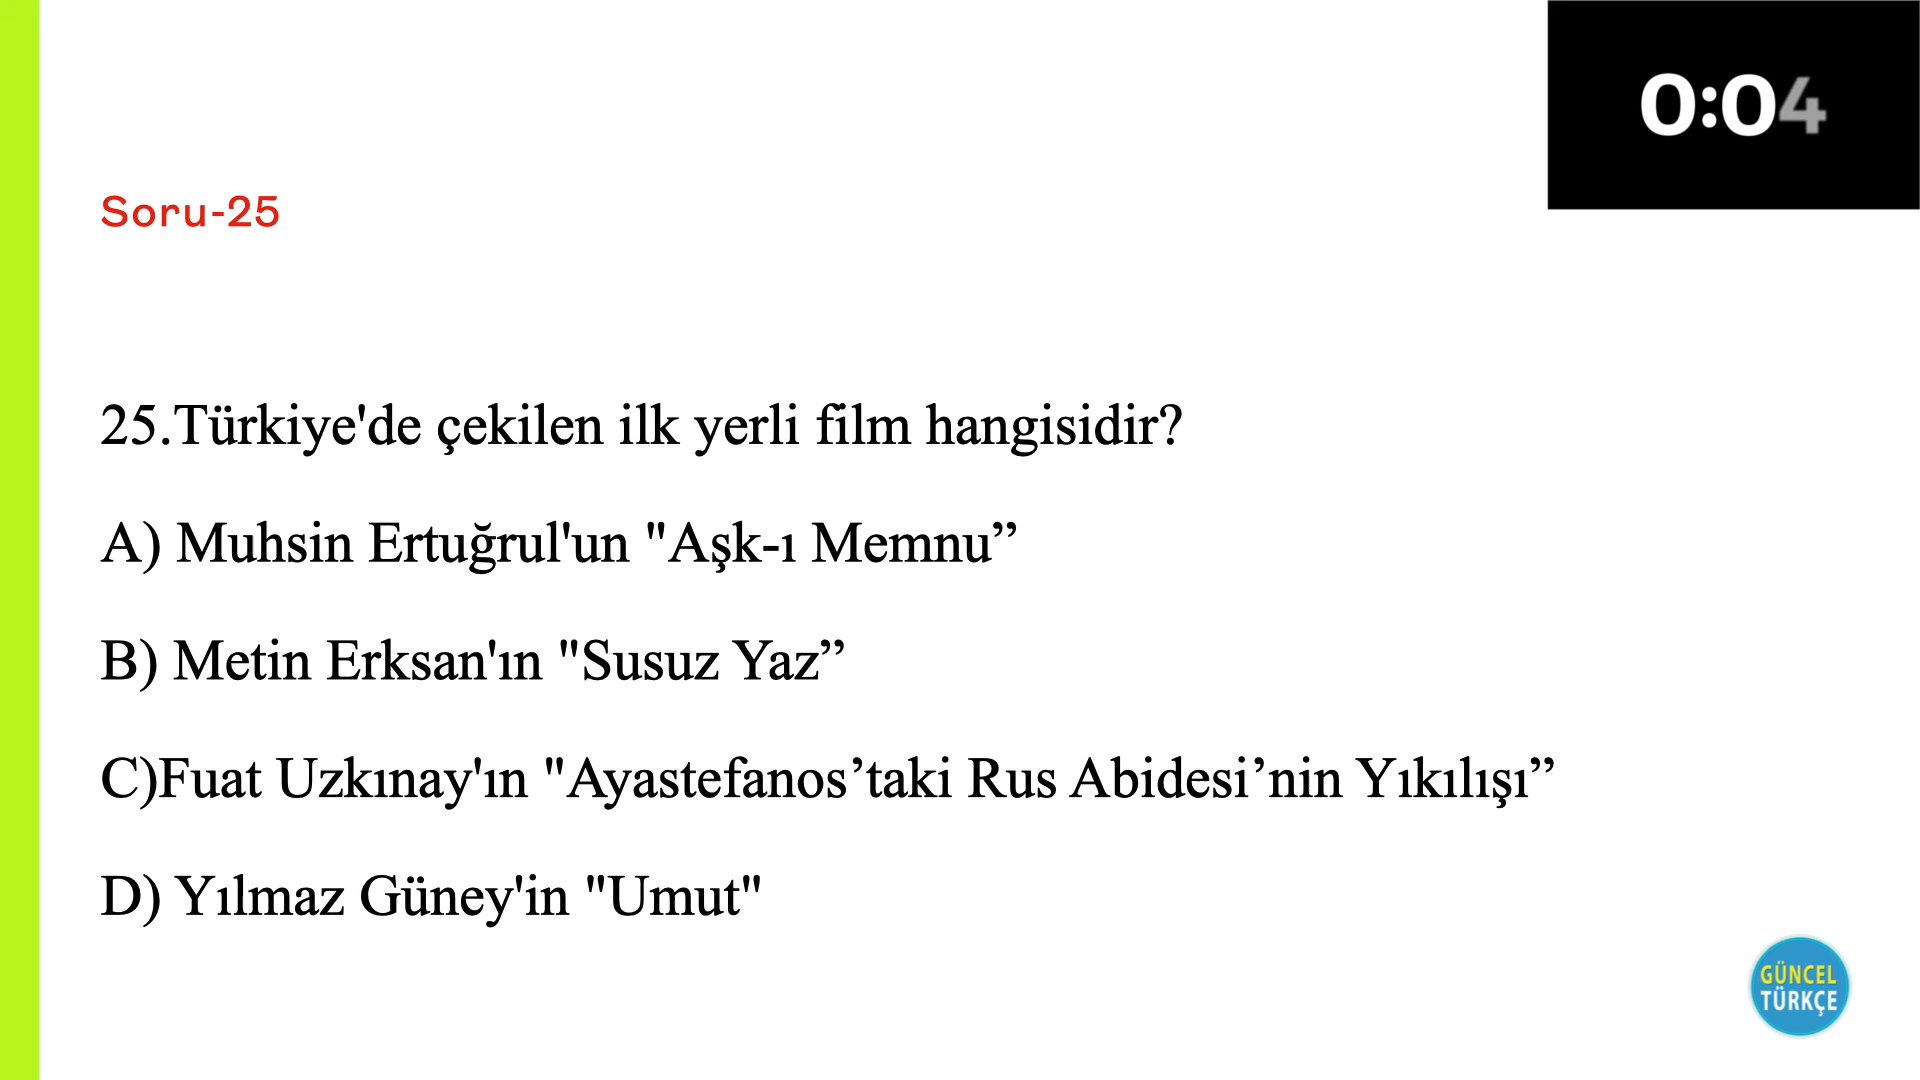 0:04
Soru-25
25.Türkiye'de çekilen ilk yerli film hangisidir?
A) Muhsin Ertuğrul'un "Aşk-ı Memnu”
B) Metin Erksan'ın "Susuz Yaz”
C)Fuat Uzkınay'ın "Ayastefanos’taki Rus Abidesi’nin Yıkılışı”
D) Yılmaz Güney'in "Umut"
GÜNCEL
TÜRKÇE